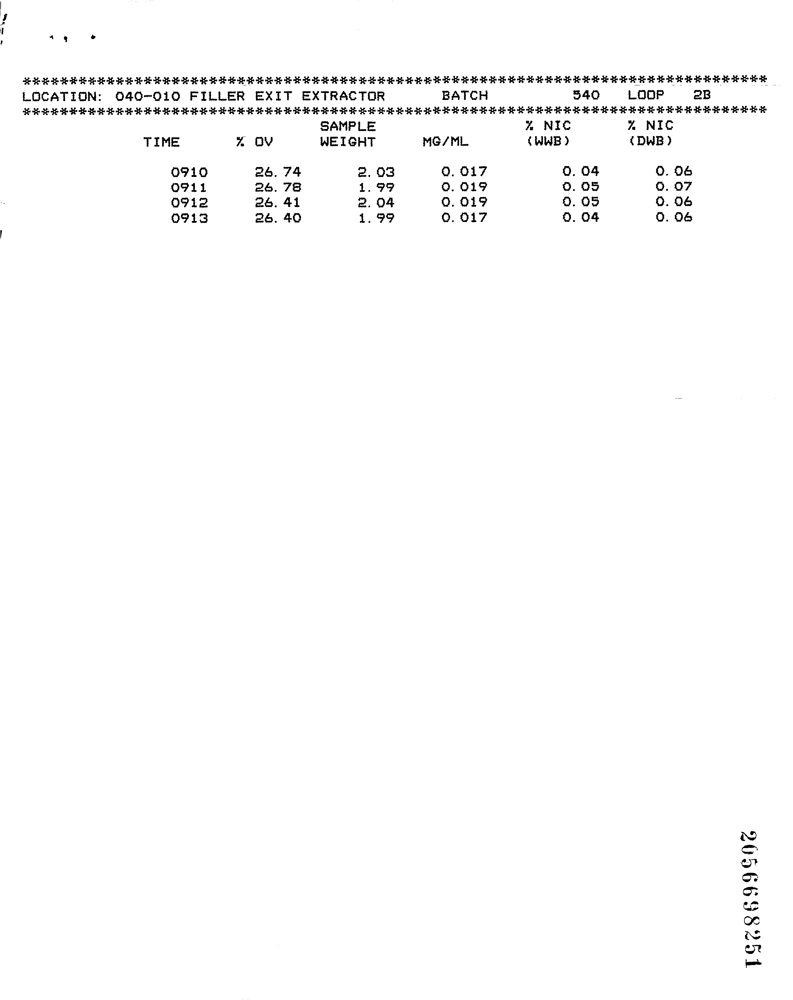 ********************************************************************************
LOCATION: 040-010 FILLER EXIT EXTRACTOR BATCH 540 LOOP 2B
********************************************************************************
SAMPLE % NIC % NIC
TIME % OV WEIGHT MG/ML (WWB) (DWB)
0910 26.74 2.03 0.017 0.04 0.06
0911 26.78 1.99 0.019 0.05 0.07
0912 26.41 2.04 0.019 0.05 0.06
0913 26.40 1.99 0.017 0.04 0.06
2056698251